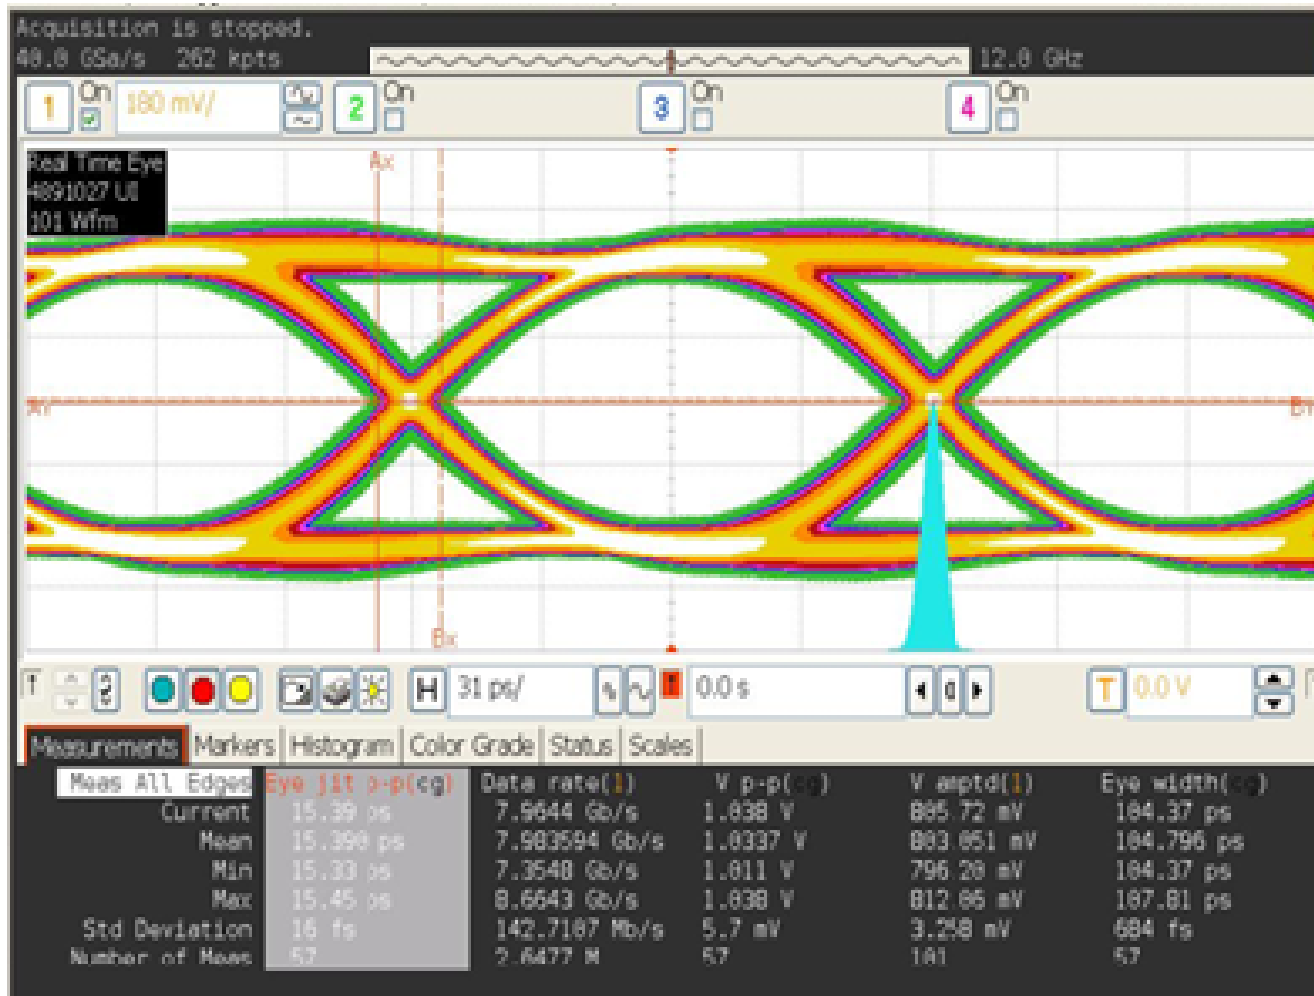 Acquisition is stopped.
40.0 GSa/s 262 kpts 12.0 GHz
1 On 180 mV/ 2 On 3 On 4 On
Real Time Eye
4891027 UI
101 Wfm
Ax
Ay By
Bx
H 31 ps/ 0.0 s 0 T 0.0 V
Measurements Markers Histogram Color Grade Status Scales
Meas All Edges Eye jit p-p(cg) Data rate(1) V p-p(cg) V amptd(1) Eye width(cg)
Current 15.39 ps 7.9644 Gb/s 1.038 V 805.72 mV 104.37 ps
Mean 15.390 ps 7.983594 Gb/s 1.0337 V 803.051 mV 104.796 ps
Min 15.33 ps 7.3548 Gb/s 1.011 V 796.20 mV 104.37 ps
Max 15.45 ps 8.6643 Gb/s 1.038 V 812.06 mV 107.81 ps
Std Deviation 16 fs 142.7107 Mb/s 5.7 mV 3.258 mV 684 fs
Number of Meas 57 2.6477 M 57 101 57